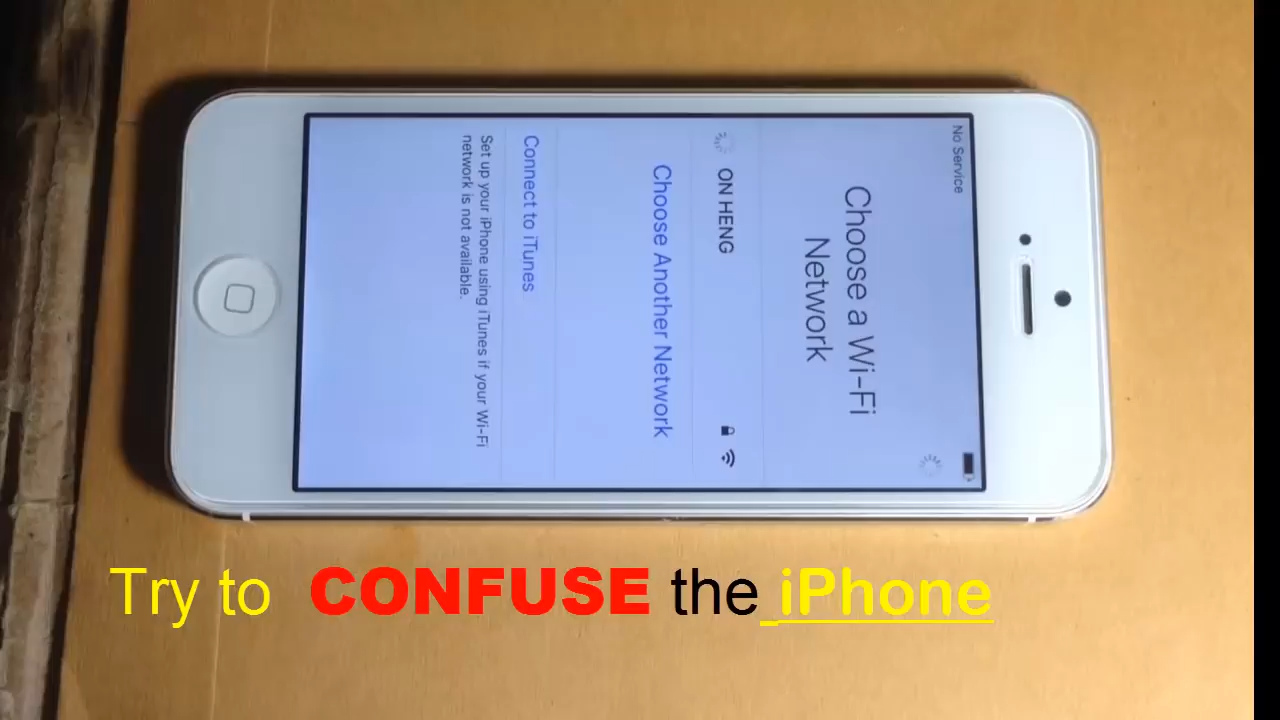 No Service
Choose a Wi-Fi
Network
ON HENG
Choose Another Network
Connect to iTunes
Set up your iPhone using iTunes if your Wi-Fi
network is not available.
Try to CONFUSE the iPhone